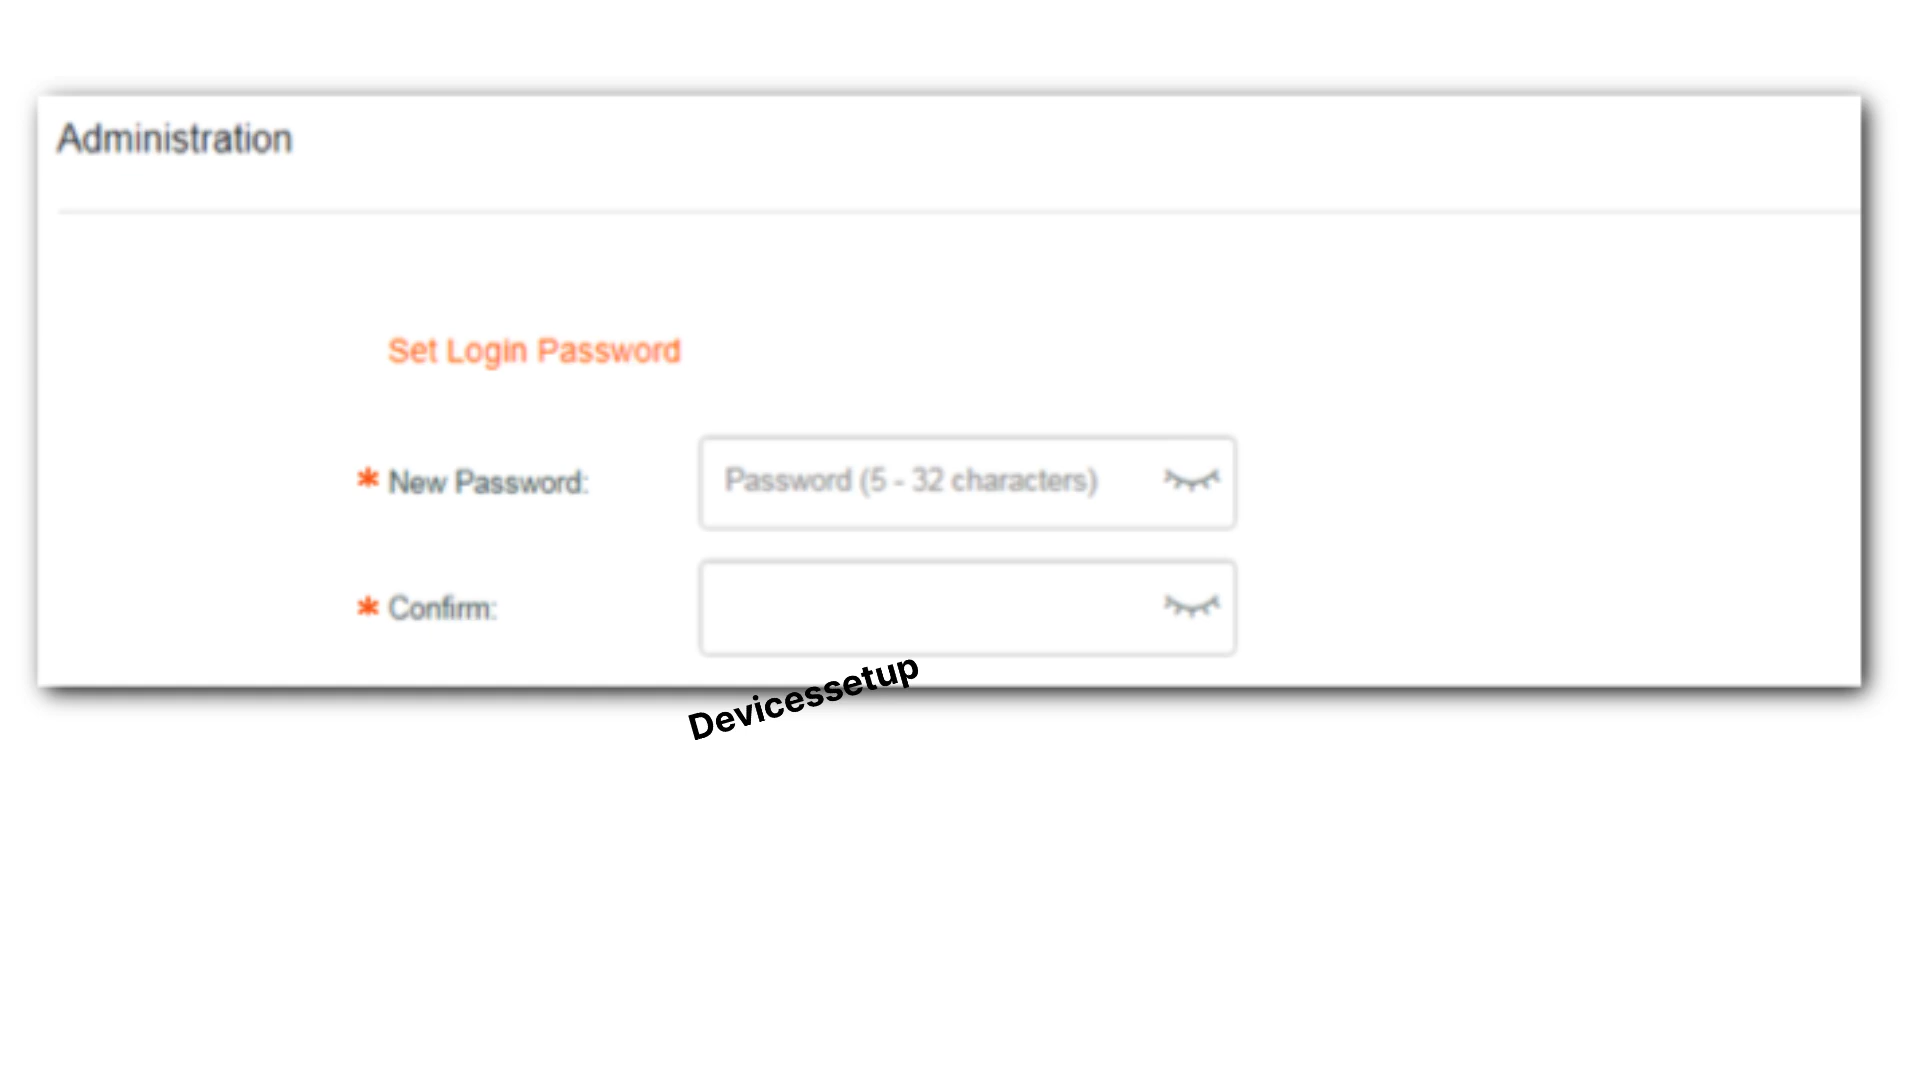 Administration
Set Login Password
* New Password: Password (5 - 32 characters)
* Confirm:
Devicessetup